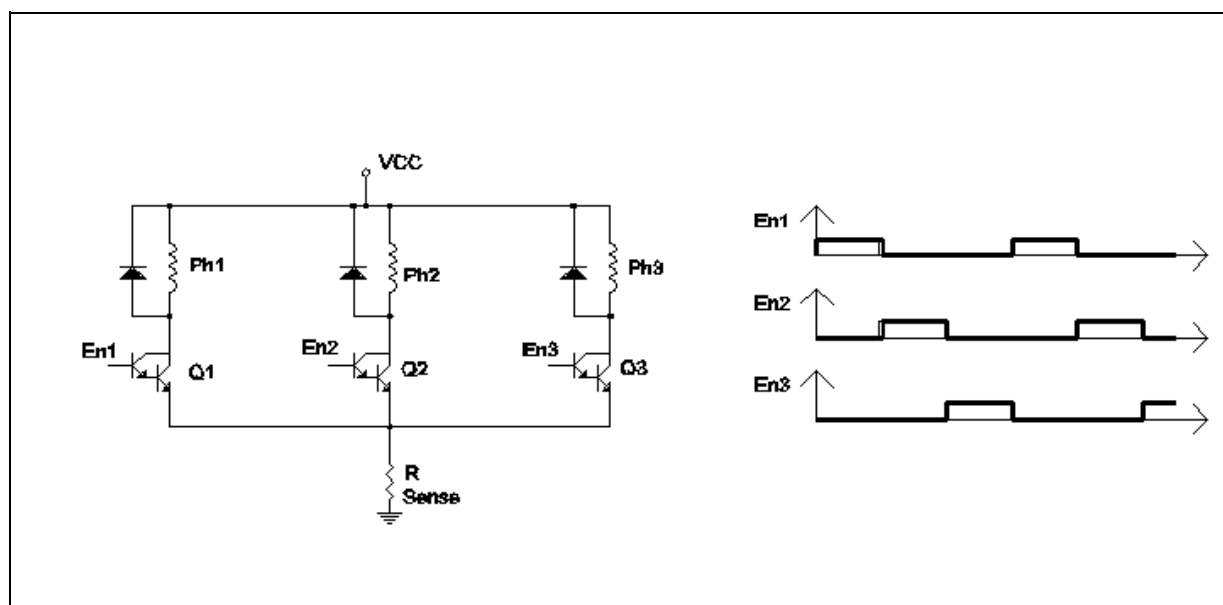 VCC
Ph1
Ph2
Ph3
En1
Q1
En2
Q2
En3
Q3
R
Sense
En1
En2
En3